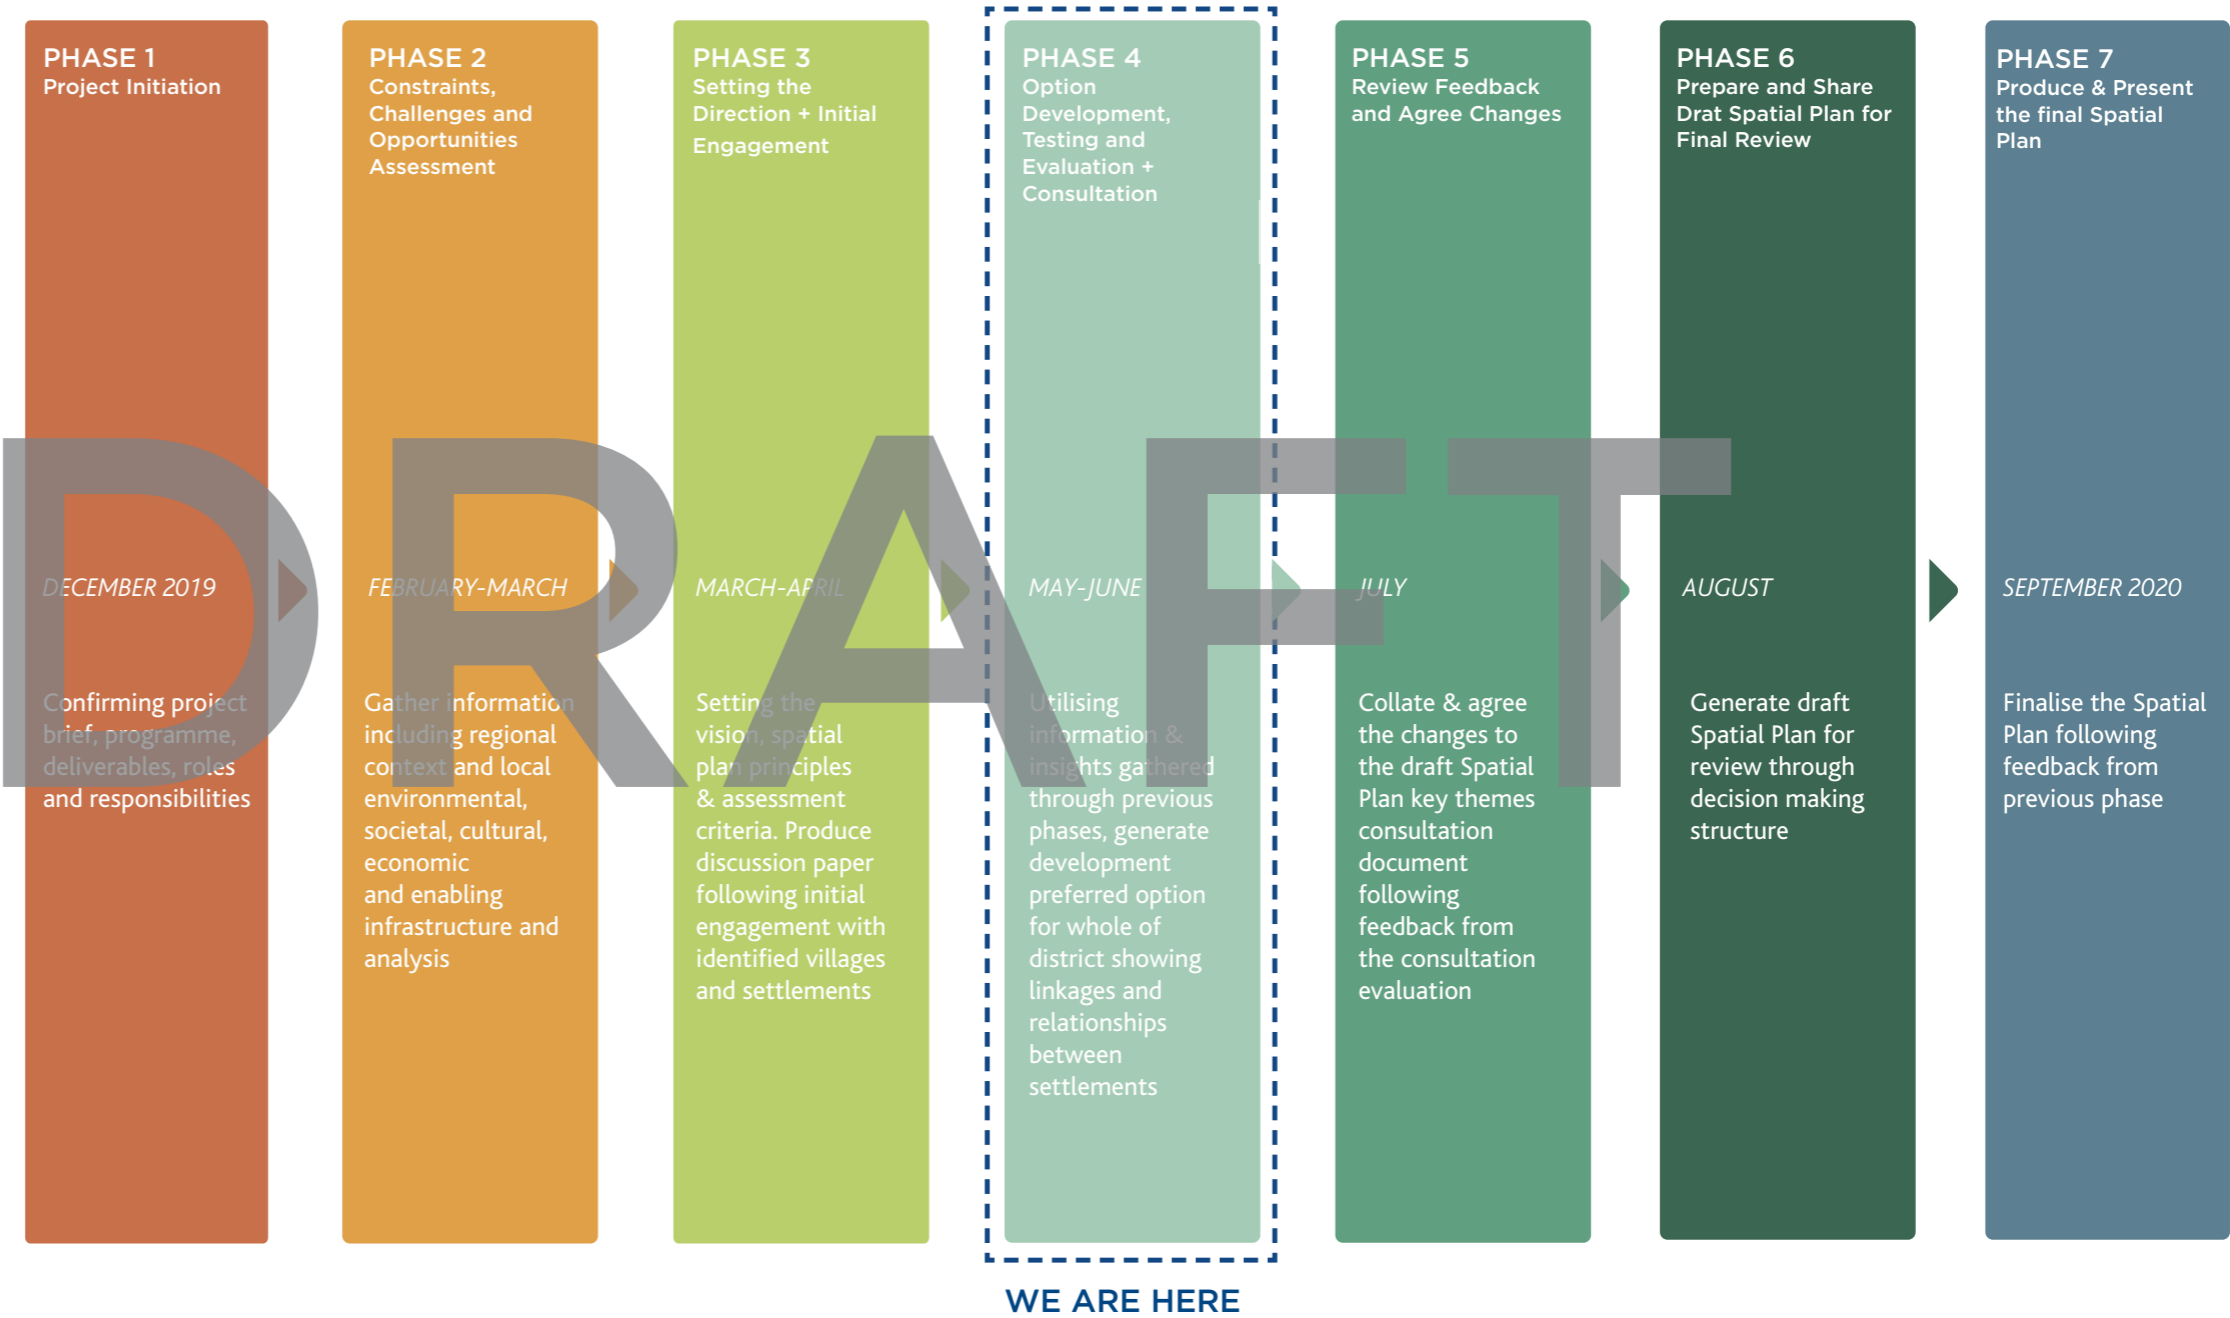 PHASE 1
Project Initiation
DECEMBER 2019
Confirming project
brief, programme,
deliverables, roles
and responsibilities
PHASE 2
Constraints,
Challenges and
Opportunities
Assessment
FEBRUARY-MARCH
Gather information
including regional
context and local
environmental,
societal, cultural,
economic
and enabling
infrastructure and
analysis
PHASE 3
Setting the
Direction + Initial
Engagement
MARCH-APRIL
Setting the
vision, spatial
plan principles
& assessment
criteria. Produce
discussion paper
following initial
engagement with
identified villages
and settlements
PHASE 4
Option
Development,
Testing and
Evaluation +
Consultation
MAY-JUNE
Utilising
information &
insights gathered
through previous
phases, generate
development
preferred option
for whole of
district showing
linkages and
relationships
between
settlements
PHASE 5
Review Feedback
and Agree Changes
JULY
Collate & agree
the changes to
the draft Spatial
Plan key themes
consultation
document
following
feedback from
the consultation
evaluation
PHASE 6
Prepare and Share
Drat Spatial Plan for
Final Review
AUGUST
Generate draft
Spatial Plan for
review through
decision making
structure
PHASE 7
Produce & Present
the final Spatial
Plan
SEPTEMBER 2020
Finalise the Spatial
Plan following
feedback from
previous phase
DRAFT
WE ARE HERE